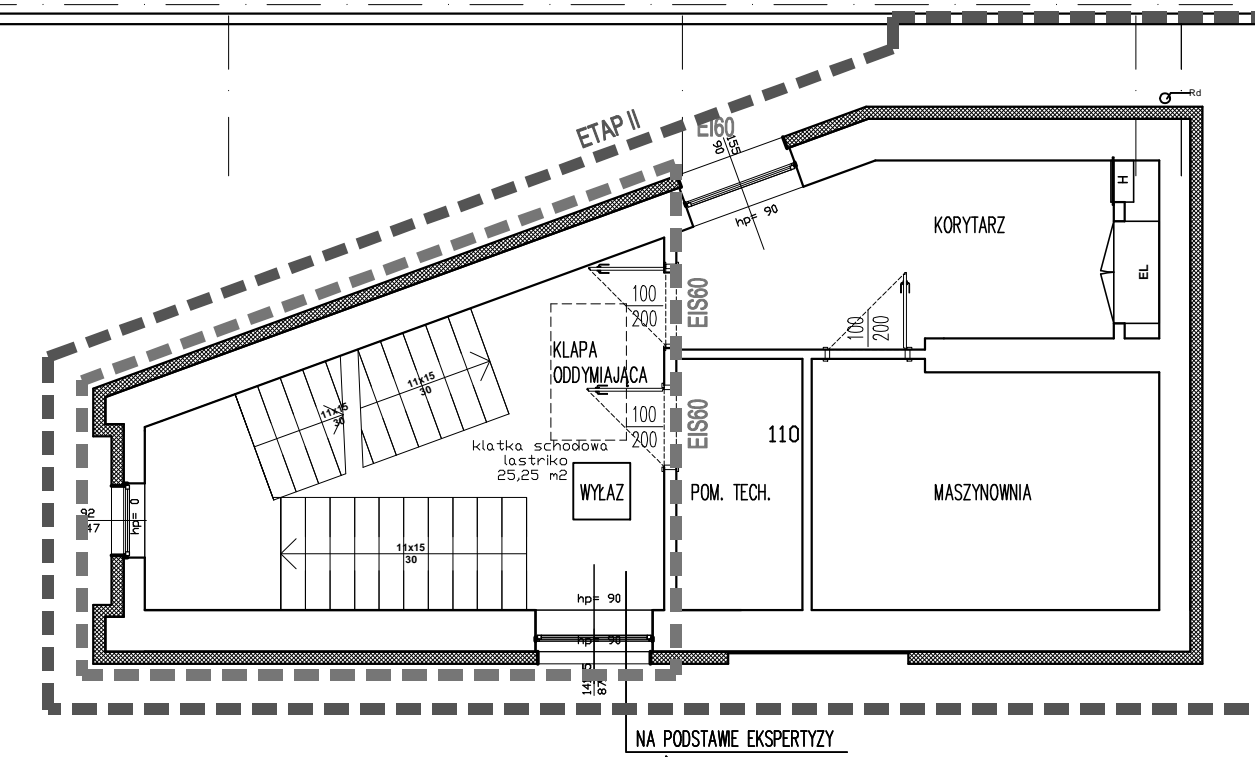 Rd
ETAP II
EI60
90
155
hp= 90
H
KORYTARZ
EL
100
200
EIS60
100
200
KLAPA
ODDYMIAJĄCA
11x15
30
11x15
30
100
200
EIS60
110
klatka schodowa
lastriko
25,25 m2
WYŁAZ
POM. TECH.
MASZYNOWNIA
92
47
hp= 0
11x15
30
hp= 90
hp= 90
87
NA PODSTAWIE EKSPERTYZY